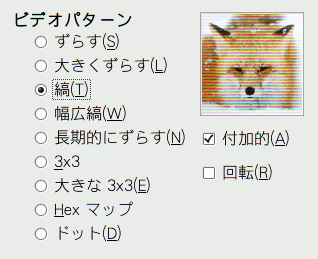 ビデオパターン
ずらす(S)
大きくずらす(L)
縞(T)
幅広縞(W)
長期的にずらす(N)
3x3
大きな 3x3(E)
Hex マップ
ドット(D)
付加的(A)
回転(R)